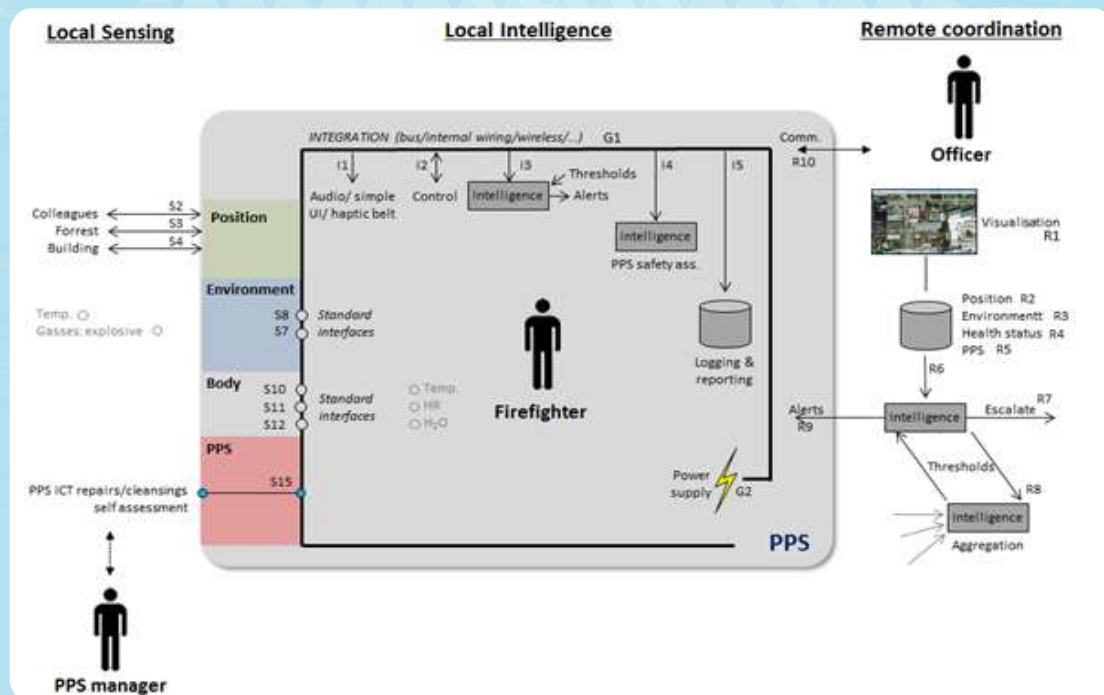 Local Sensing
Local Intelligence
Remote coordination
Officer
INTEGRATION (bus/internal wiring/wireless/...) G1
Comm.
R10
I1
I2
I3
I4
I5
Audio/ simple
UI/ haptic belt
Control
Intelligence
Thresholds
Alerts
Intelligence
PPS safety ass.
Logging &
reporting
Colleagues
S2
Forrest
S3
Building
S4
Position
Environment
Temp.
Gasses: explosive
S8
S7
Standard
interfaces
Body
S10
S11
S12
Standard
interfaces
Temp.
HR
H₂O
Firefighter
PPS
S15
PPS ICT repairs/cleansings
self assessment
PPS manager
Power
supply
G2
PPS
Visualisation
R1
Position R2
Environmentt R3
Health status R4
PPS R5
R6
Alerts
R9
Intelligence
Escalate
R7
Thresholds
R8
Intelligence
Aggregation